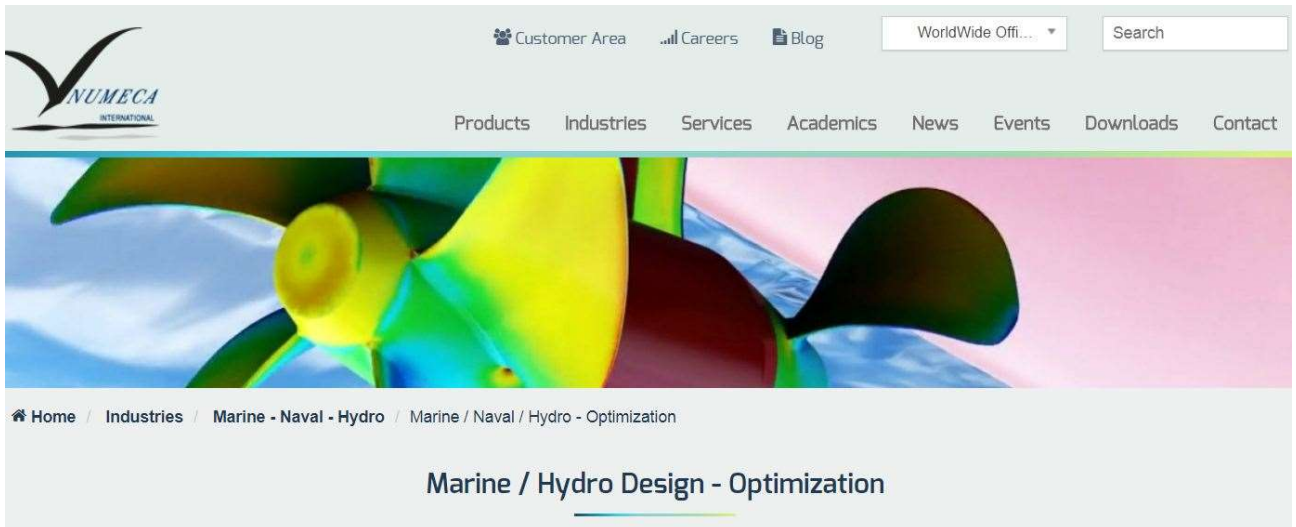 Customer Area Careers Blog WorldWide Offi... Search
NUMECA
INTERNATIONAL
Products Industries Services Academics News Events Downloads Contact
Home / Industries / Marine - Naval - Hydro / Marine / Naval / Hydro - Optimization
Marine / Hydro Design - Optimization